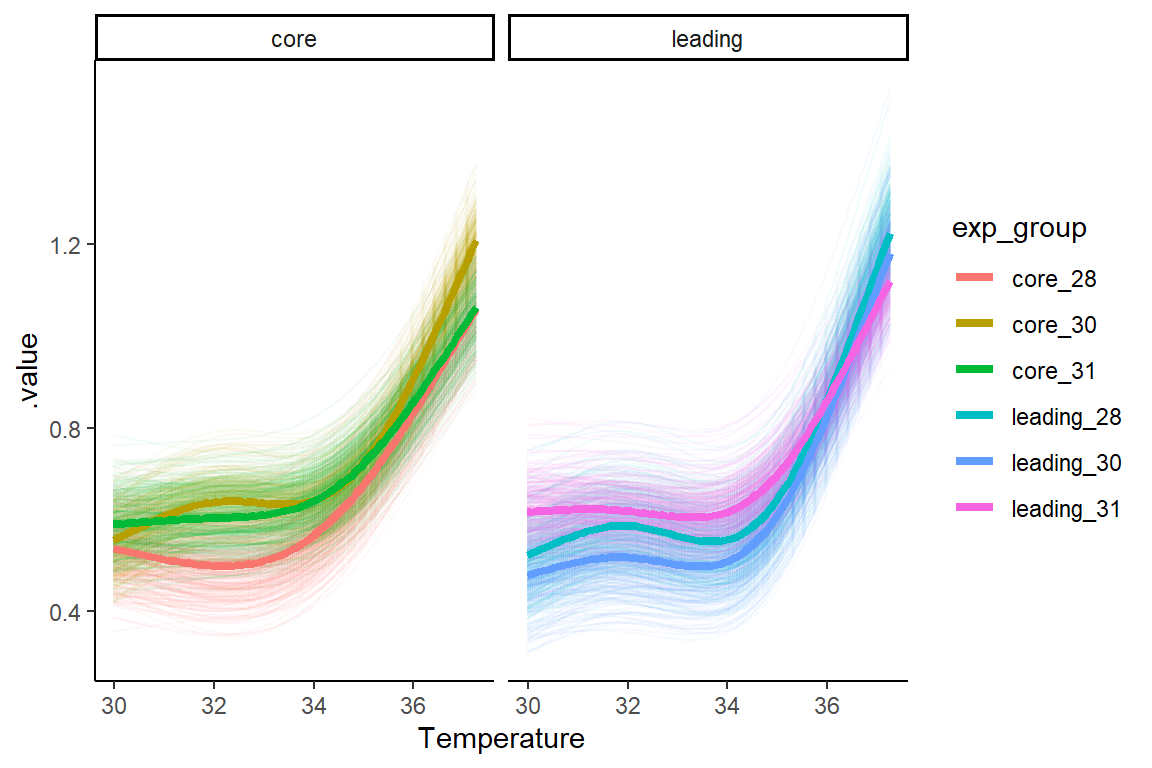 core
leading
1.2
0.8
0.4
.value
30 32 34 36
30 32 34 36
Temperature
exp_group
core_28
core_30
core_31
leading_28
leading_30
leading_31